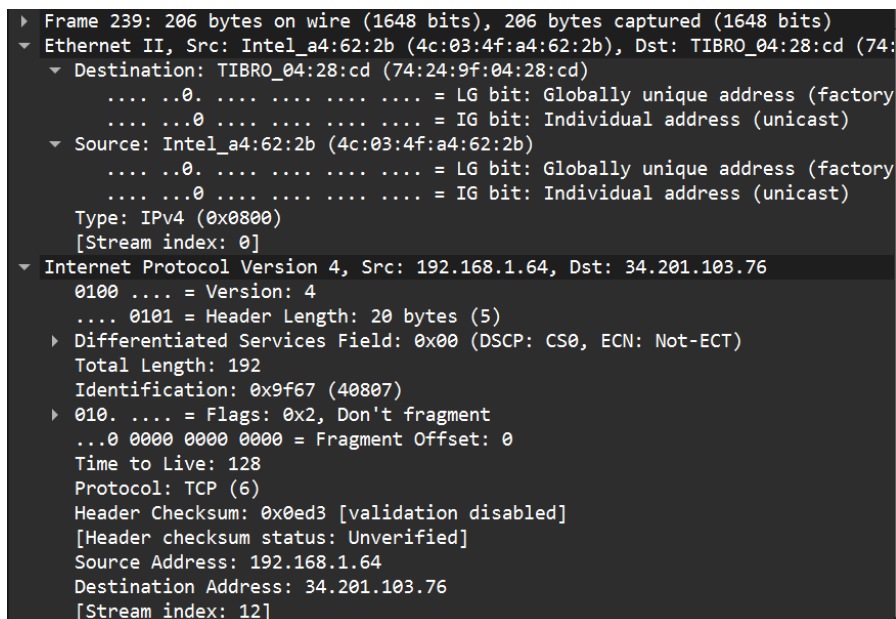 Frame 239: 206 bytes on wire (1648 bits), 206 bytes captured (1648 bits)
Ethernet II, Src: Intel_a4:62:2b (4c:03:4f:a4:62:2b), Dst: TIBRO_04:28:cd (74:
Destination: TIBRO_04:28:cd (74:24:9f:04:28:cd)
.... ..0. .... .... .... .... = LG bit: Globally unique address (factory
.... ...0 .... .... .... .... = IG bit: Individual address (unicast)
Source: Intel_a4:62:2b (4c:03:4f:a4:62:2b)
.... ..0. .... .... .... .... = LG bit: Globally unique address (factory
.... ...0 .... .... .... .... = IG bit: Individual address (unicast)
Type: IPv4 (0x0800)
[Stream index: 0]
Internet Protocol Version 4, Src: 192.168.1.64, Dst: 34.201.103.76
0100 .... = Version: 4
.... 0101 = Header Length: 20 bytes (5)
Differentiated Services Field: 0x00 (DSCP: CS0, ECN: Not-ECT)
Total Length: 192
Identification: 0x9f67 (40807)
010. .... = Flags: 0x2, Don't fragment
...0 0000 0000 0000 = Fragment Offset: 0
Time to Live: 128
Protocol: TCP (6)
Header Checksum: 0x0ed3 [validation disabled]
[Header checksum status: Unverified]
Source Address: 192.168.1.64
Destination Address: 34.201.103.76
[Stream index: 12]